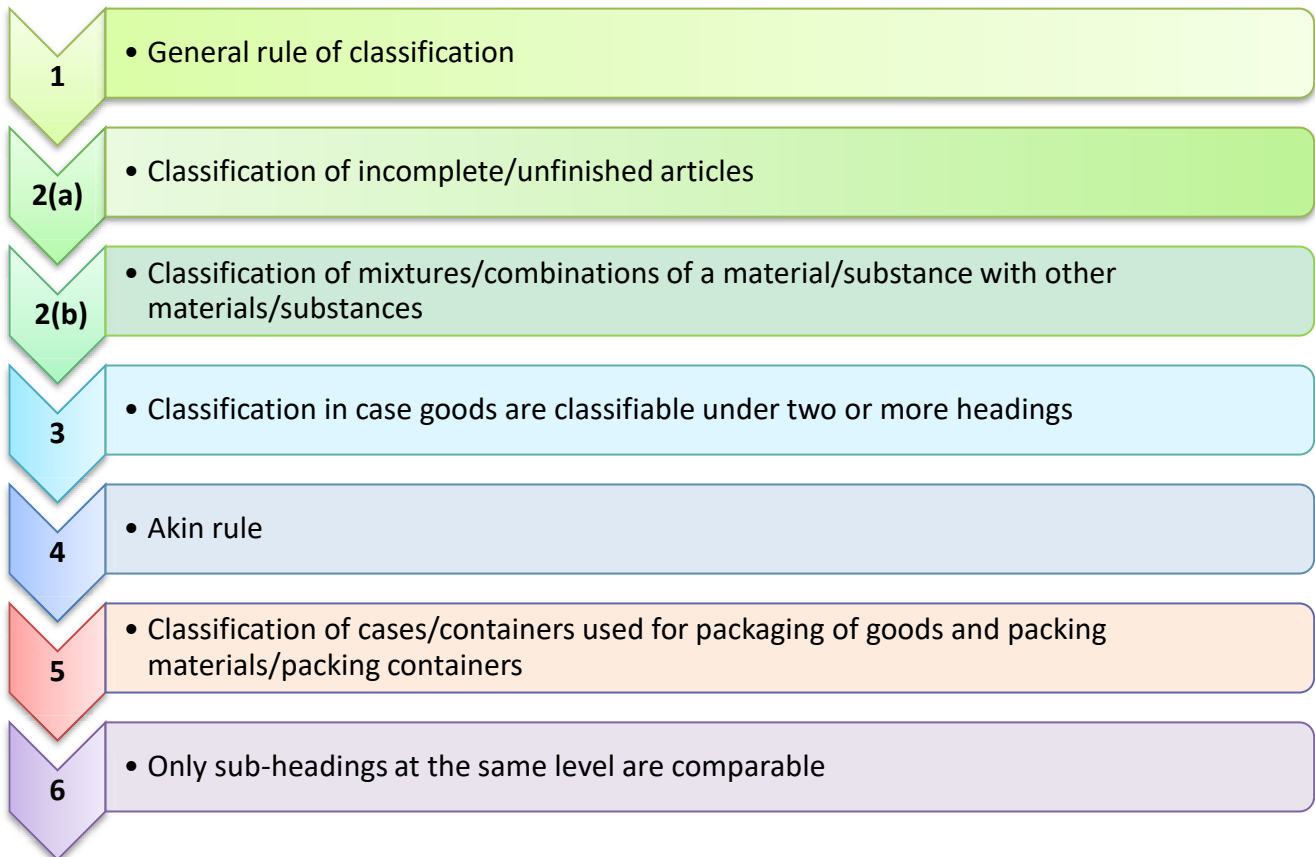 1
• General rule of classification
2(a)
• Classification of incomplete/unfinished articles
2(b)
• Classification of mixtures/combinations of a material/substance with other
materials/substances
3
• Classification in case goods are classifiable under two or more headings
4
• Akin rule
5
• Classification of cases/containers used for packaging of goods and packing
materials/packing containers
6
• Only sub-headings at the same level are comparable